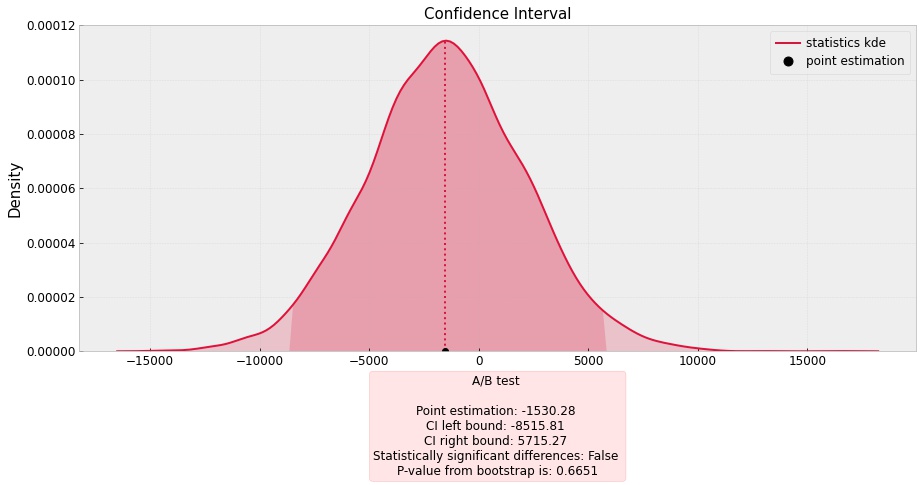 Confidence Interval
0.00012
0.00010
0.00008
0.00006
0.00004
0.00002
0.00000
Density
statistics kde
point estimation
−15000 −10000 −5000 0 5000 10000 15000
A/B test
Point estimation: -1530.28
CI left bound: -8515.81
CI right bound: 5715.27
Statistically significant differences: False
P-value from bootstrap is: 0.6651